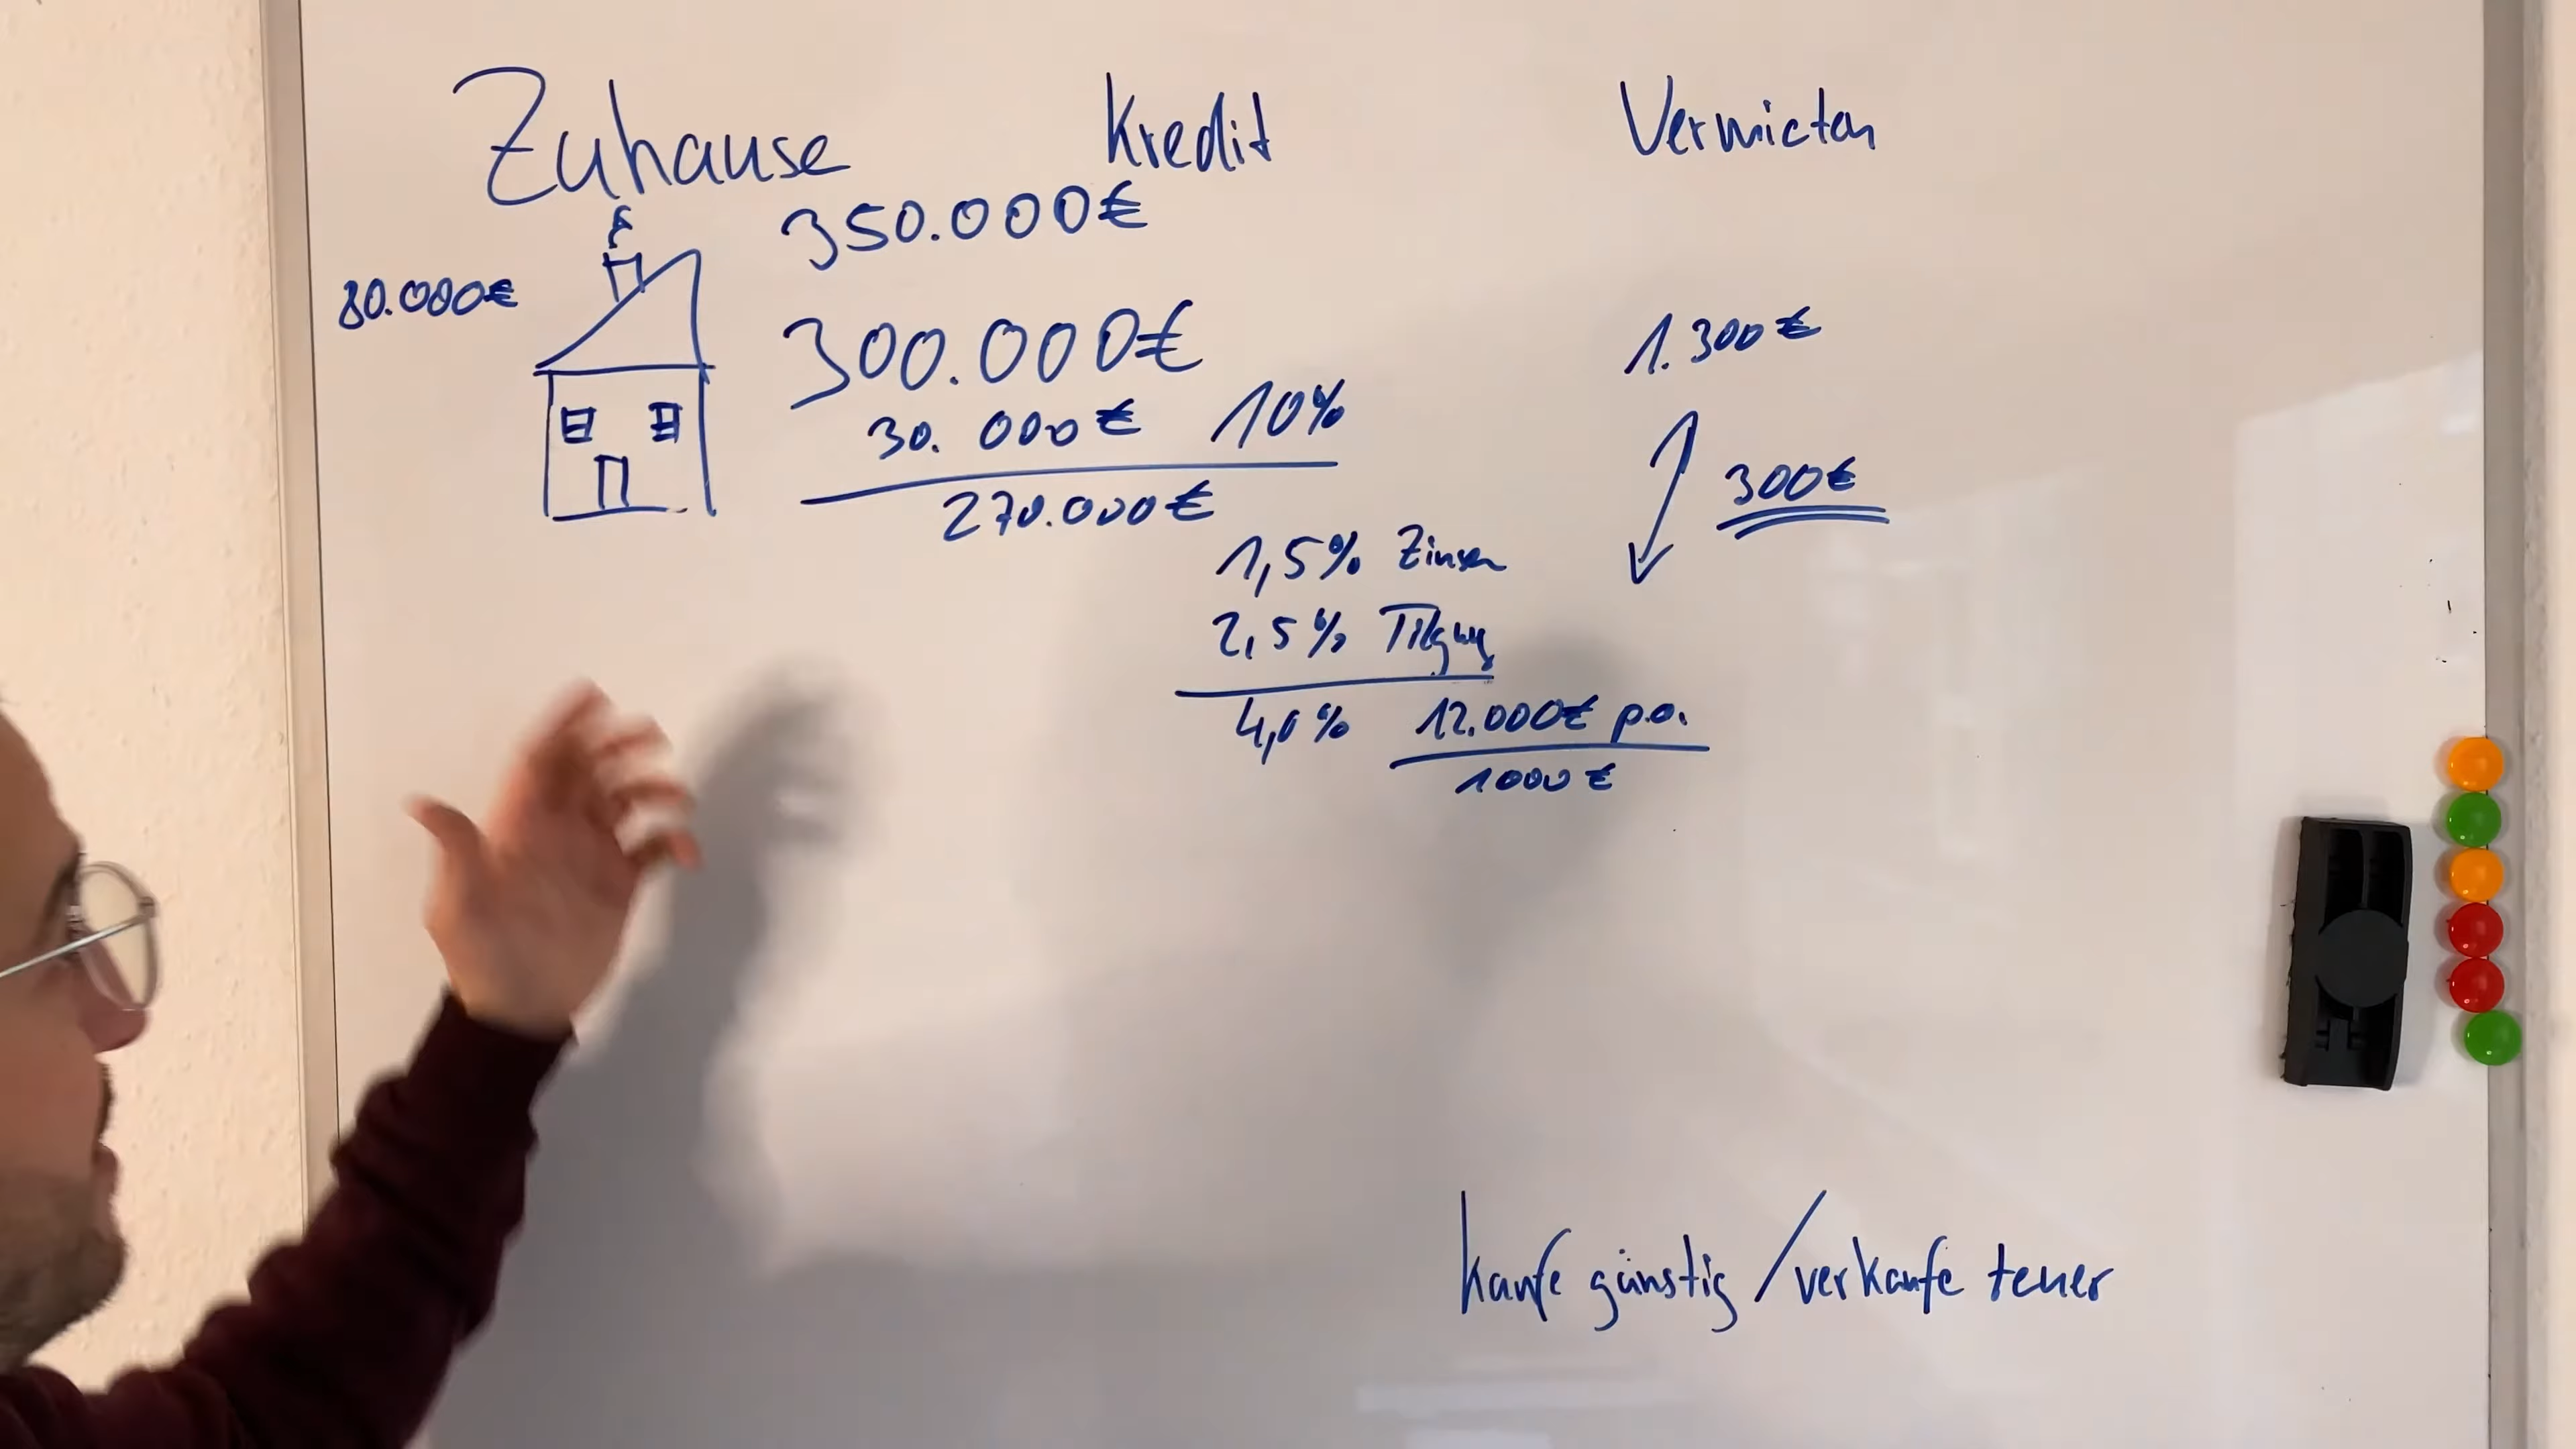 Zuhause
Kredit
Vermieten
350.000€
80.000€
300.000€
30.000€ 10%
270.000€
1,5% Zinsen
2,5% Tilgung
4,0% 12.000€ p.a.
1000€
1.300€
300€
kaufe günstig / verkaufe teuer